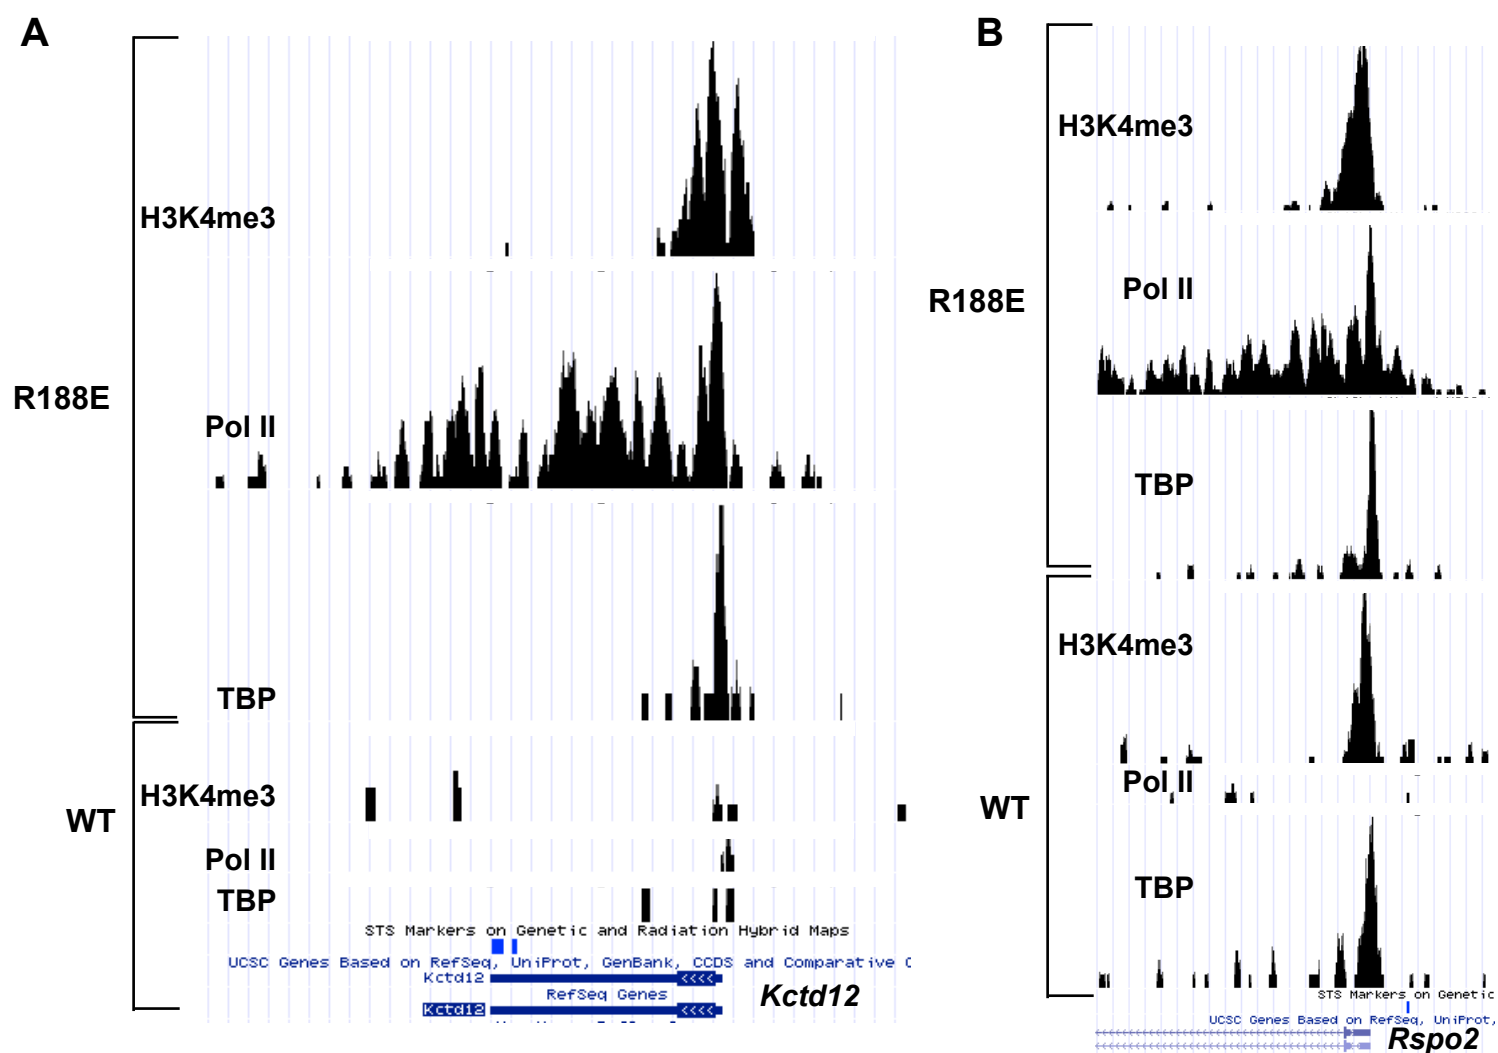 A
B
H3K4me3
H3K4me3
Pol II
R188E
R188E
Pol II
TBP
H3K4me3
TBP
Pol II
H3K4me3
WT
WT
Pol II
TBP
TBP
STS Markers on Genetic and Radiation Hybrid Maps
UCSC Genes Based on RefSeq, UniProt, GenBank, CCDS and Comparative
Kctd12
RefSeq Genes
Kctd12
Kctd12
STS Markers on Genetic
UCSC Genes Based on RefSeq, UniProt,
Rspo2